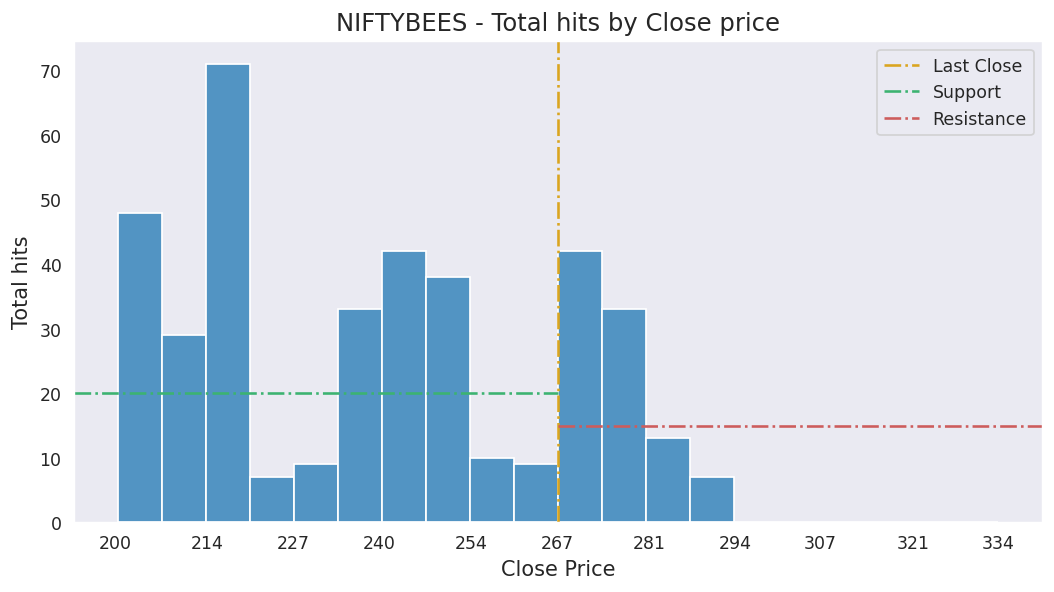 NIFTYBEES - Total hits by Close price
Last Close
Support
Resistance
Total hits
70
60
50
40
30
20
10
0
200 214 227 240 254 267 281 294 307 321 334
Close Price